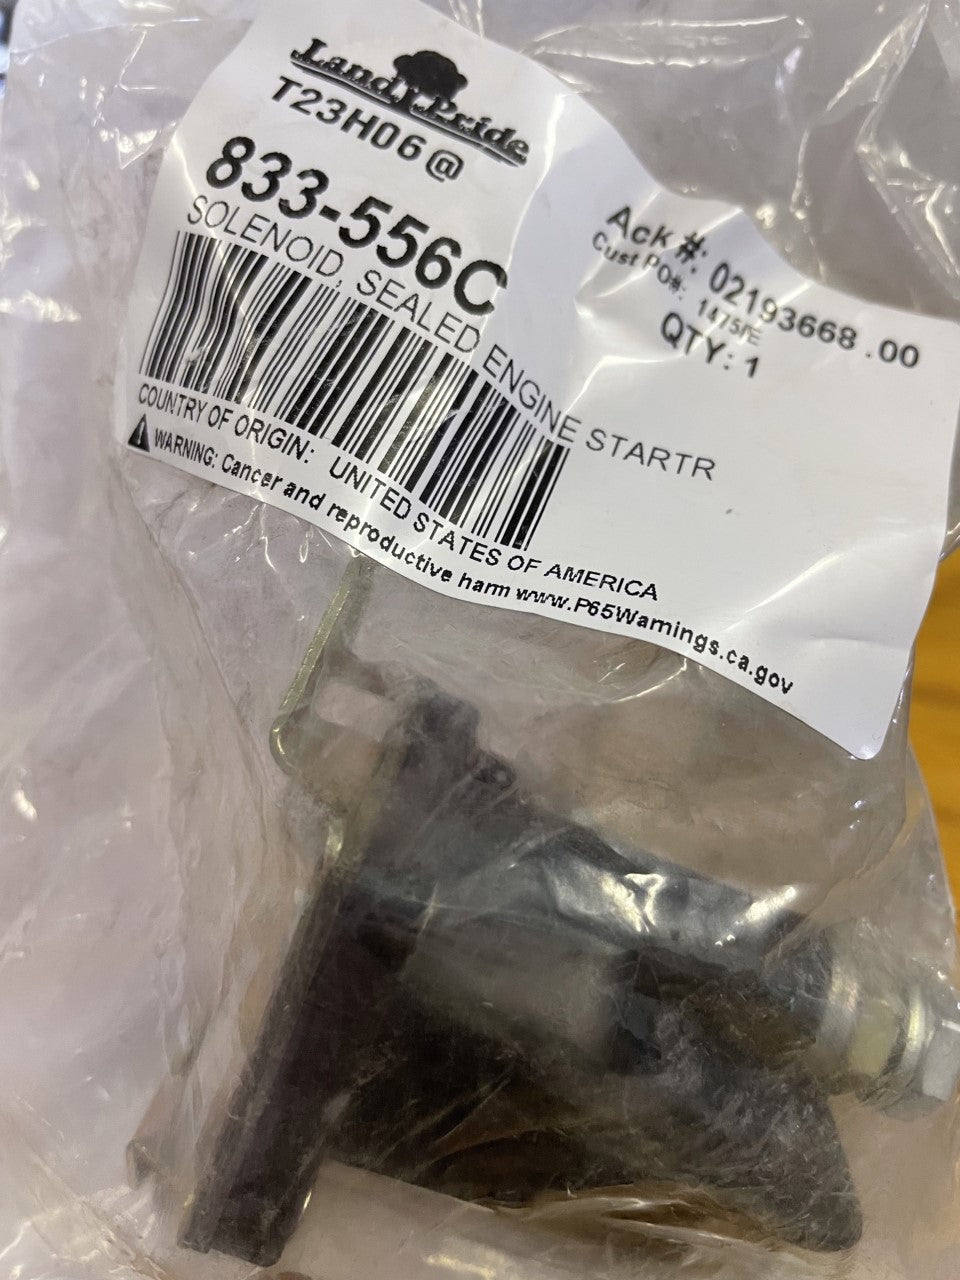 Land Pride
T23H06@
833-556C
SOLENOID, SEALED ENGINE STARTR
COUNTRY OF ORIGIN: UNITED STATES OF AMERICA
WARNING: Cancer and reproductive harm www.P65Warnings.ca.gov
Ack #: 02193668.00
Cust PO#: 1475/E
QTY: 1